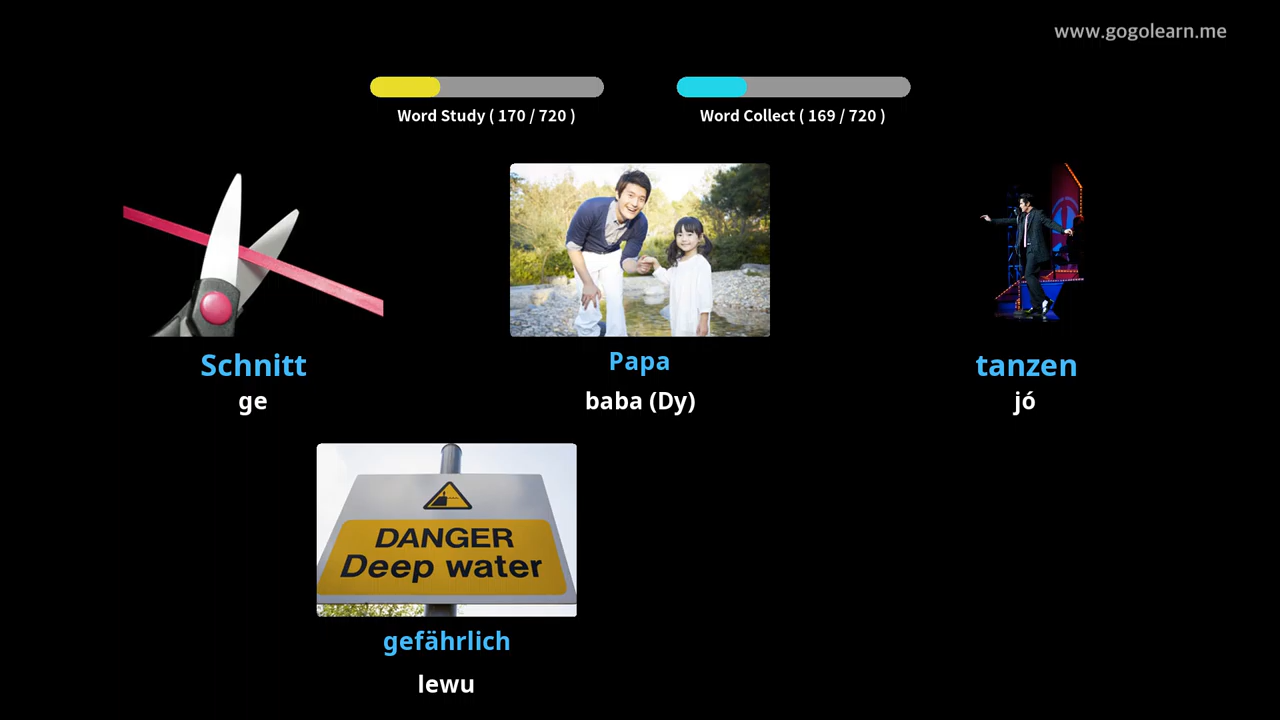 www.gogolearn.me
Word Study ( 170 / 720 )
Word Collect ( 169 / 720 )
Schnitt
ge
Papa
baba (Dy)
tanzen
jó
DANGER
Deep water
gefährlich
lewu